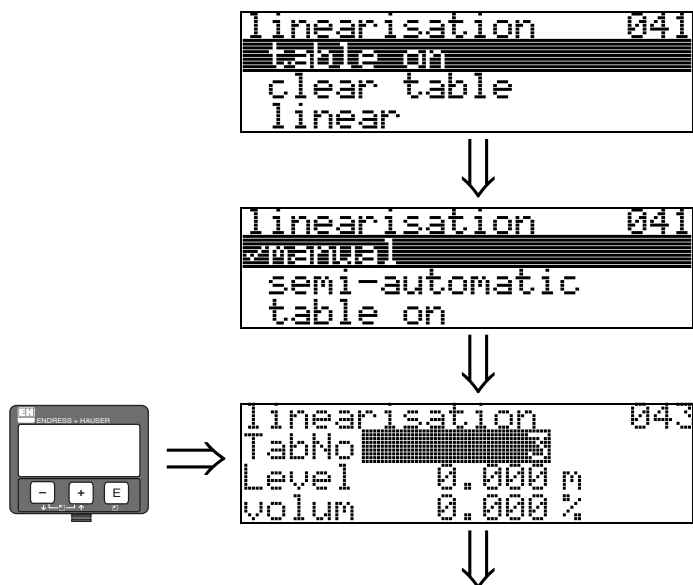 linearisation 041
table on
clear table
linear
linearisation 041
✓manual
semi-automatic
table on
EH
ENDRESS + HAUSER
– + E
linearisation 043
TabNo 3
Level 0.000 m
volum 0.000 %